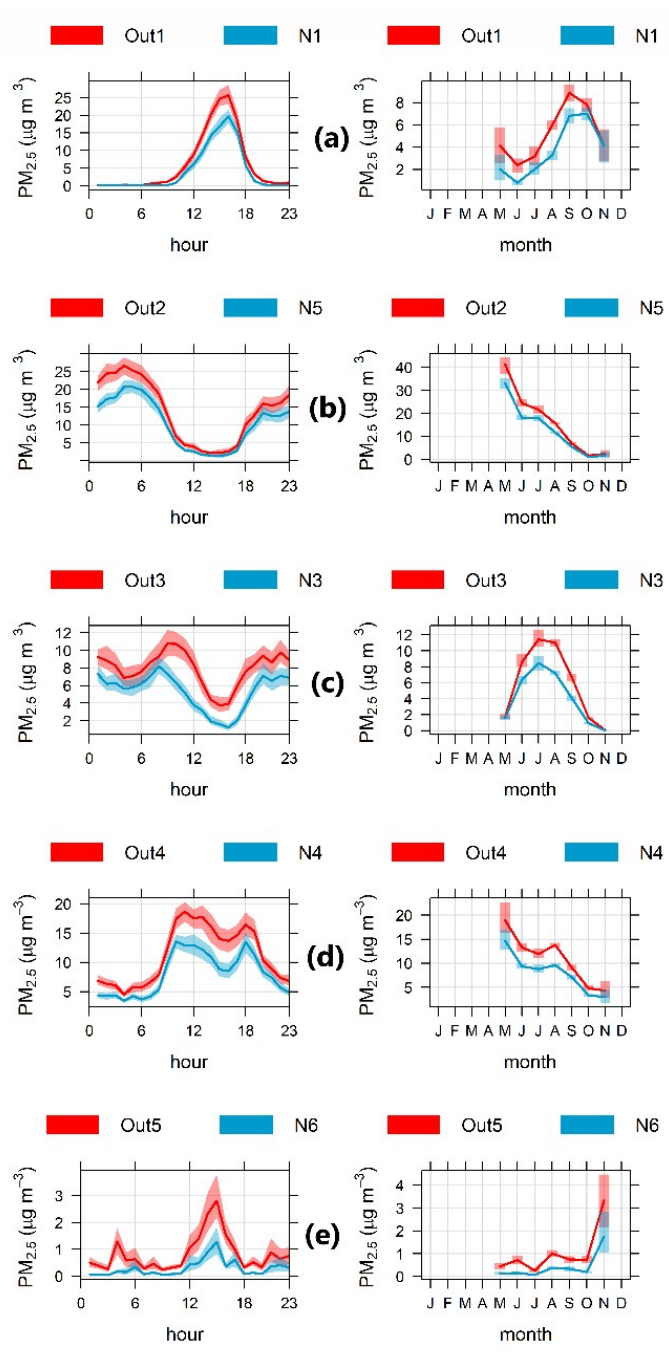 Out1 N1 Out1 N1
PM2.5 (μg m 3)
25
20
15
10
5
0
0 6 12 18 23
hour
(a)
PM2.5 (μg m 3)
8
6
4
2
J F M A M J J A S O N D
month
Out2 N5 Out2 N5
PM2.5 (μg m 3)
25
20
15
10
5
0 6 12 18 23
hour
(b)
PM2.5 (μg m 3)
40
30
20
10
0
J F M A M J J A S O N D
month
Out3 N3 Out3 N3
PM2.5 (μg m 3)
12
10
8
6
4
2
0 6 12 18 23
hour
(c)
PM2.5 (μg m 3)
12
10
8
6
4
2
0
J F M A M J J A S O N D
month
Out4 N4 Out4 N4
PM2.5 (μg m−3)
20
15
10
5
0 6 12 18 23
hour
(d)
PM2.5 (μg m−3)
20
15
10
5
J F M A M J J A S O N D
month
Out5 N6 Out5 N6
PM2.5 (μg m−3)
3
2
1
0
0 6 12 18 23
hour
(e)
PM2.5 (μg m−3)
4
3
2
1
0
J F M A M J J A S O N D
month